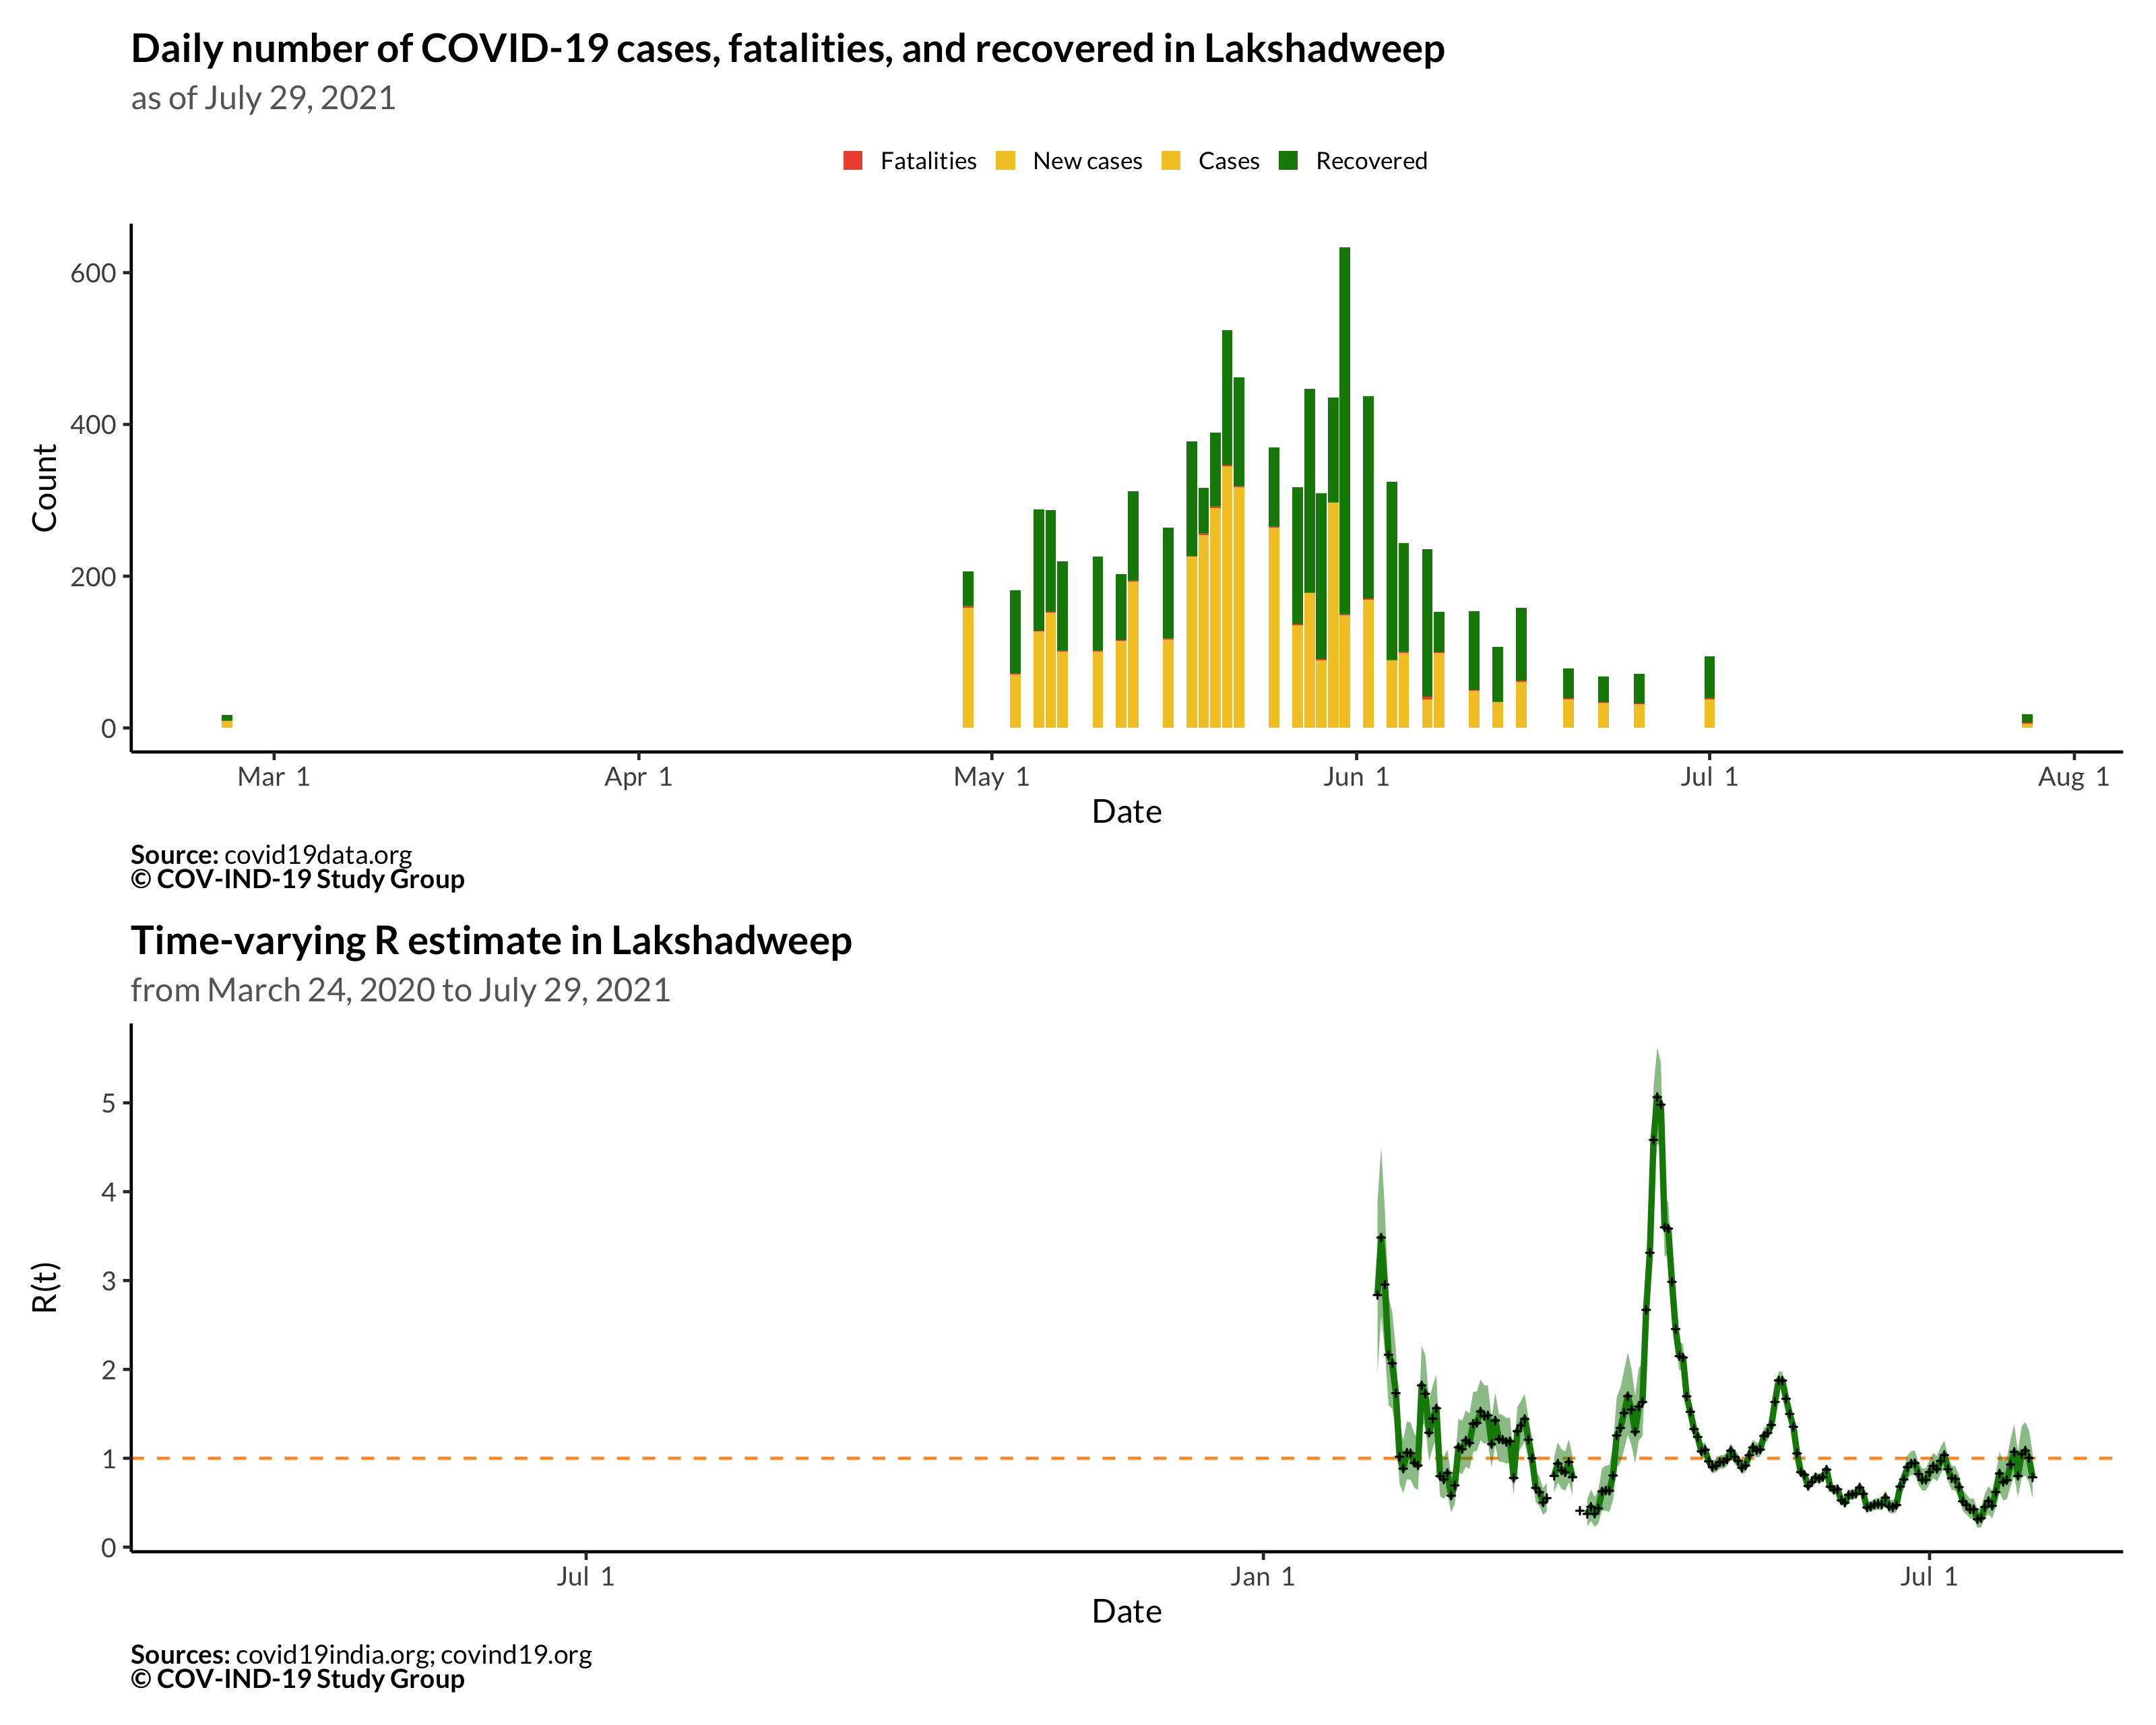 Daily number of COVID-19 cases, fatalities, and recovered in Lakshadweep
as of July 29, 2021
Fatalities New cases Cases Recovered
Count
600
400
200
0
Mar 1 Apr 1 May 1 Jun 1 Jul 1 Aug 1
Date
Source: covid19data.org
© COV-IND-19 Study Group
Time-varying R estimate in Lakshadweep
from March 24, 2020 to July 29, 2021
R(t)
5
4
3
2
1
0
Jul 1 Jan 1 Jul 1
Date
Sources: covid19india.org; covind19.org
© COV-IND-19 Study Group